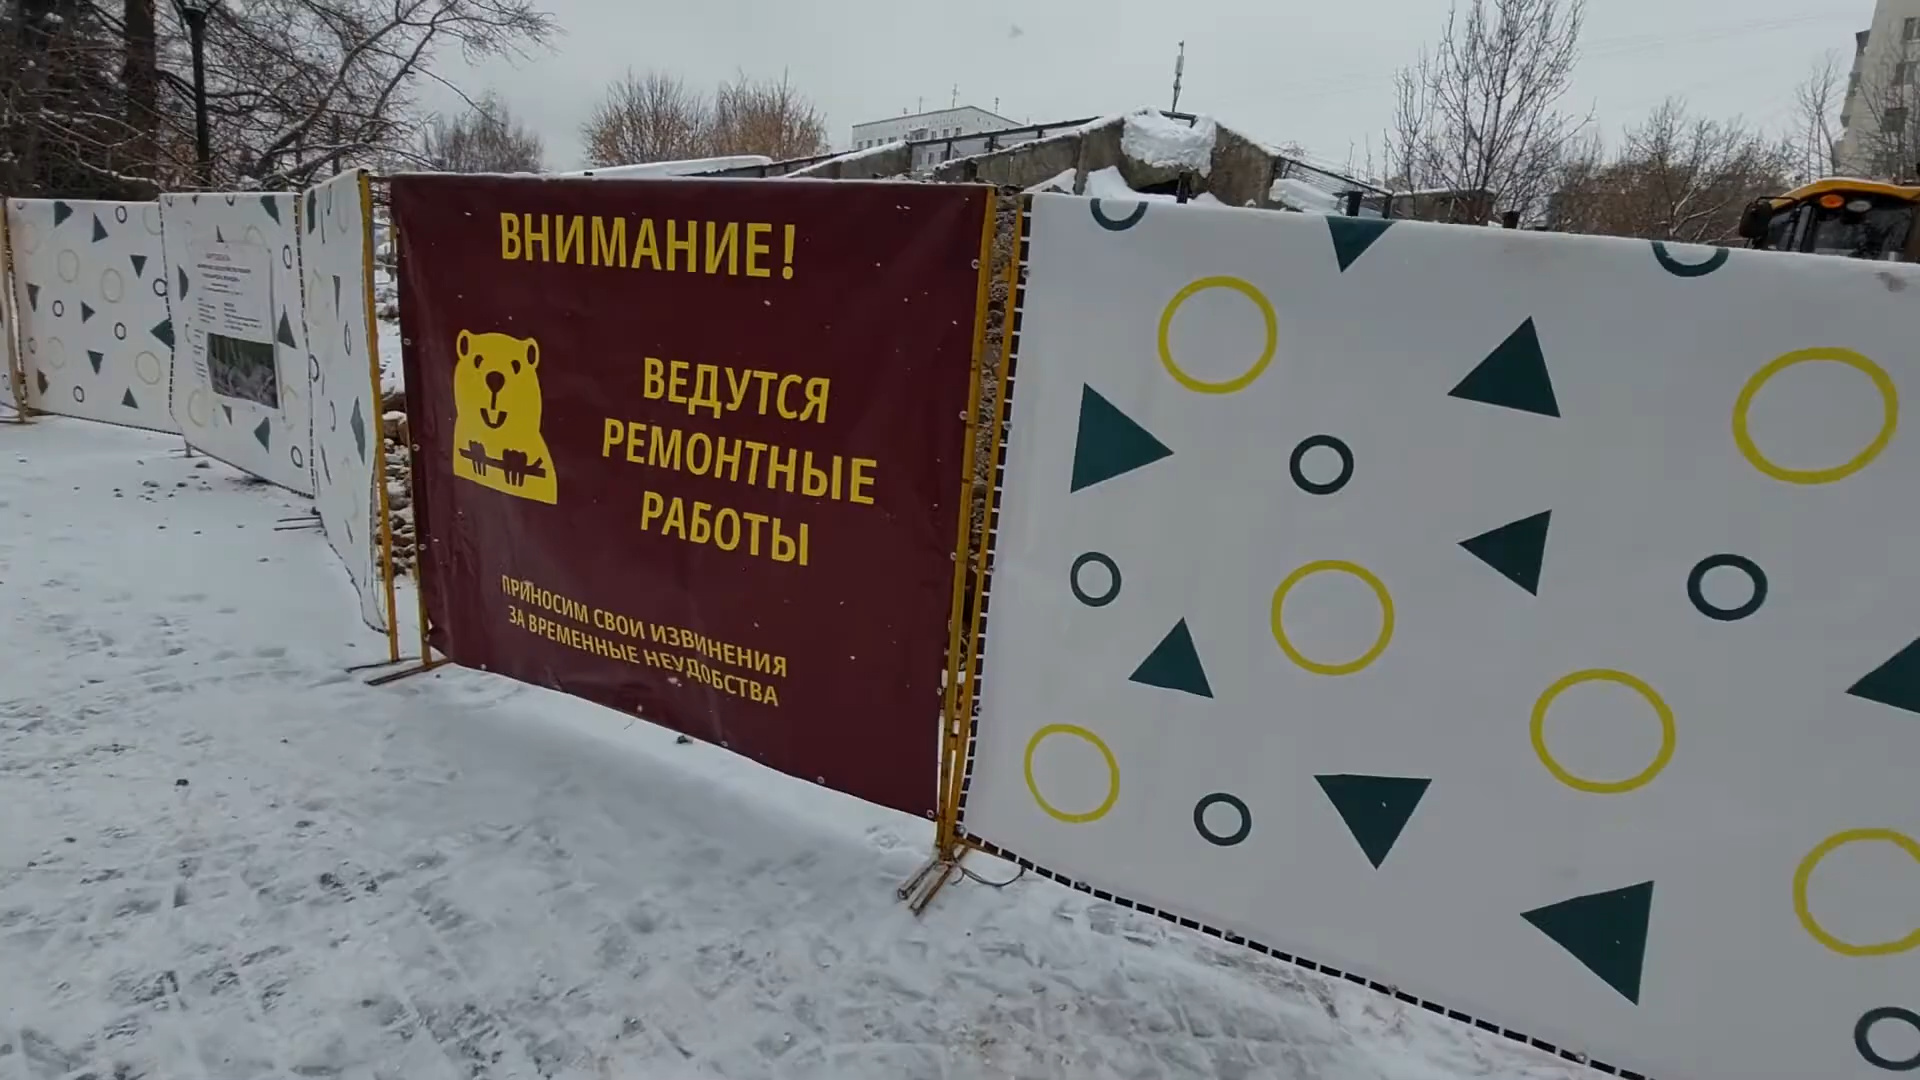 ВНИМАНИЕ!
ВЕДУТСЯ
РЕМОНТНЫЕ
РАБОТЫ
ПРИНОСИМ СВОИ ИЗВИНЕНИЯ
ЗА ВРЕМЕННЫЕ НЕУДОБСТВА